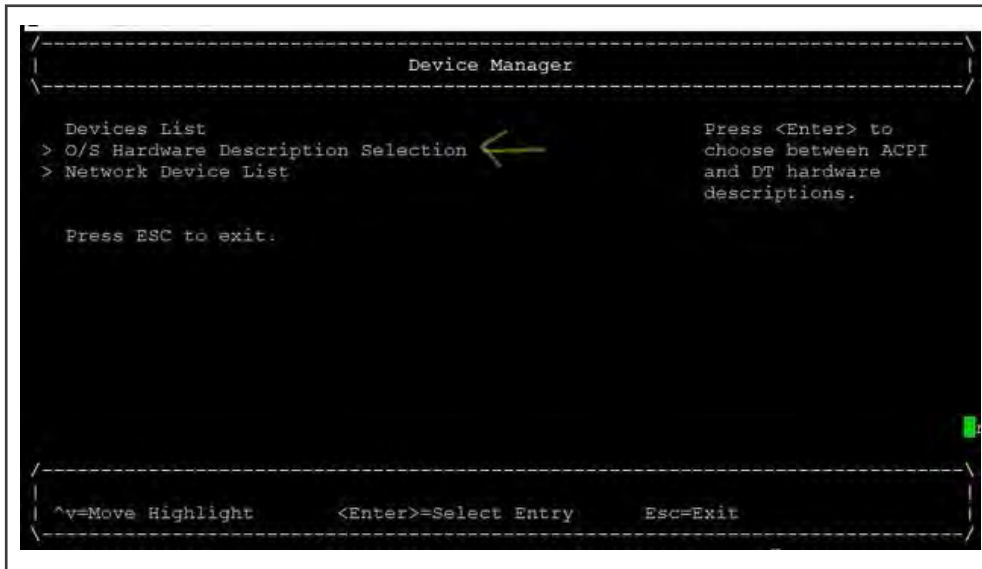 Device Manager
Devices List
> O/S Hardware Description Selection
> Network Device List
Press ESC to exit.
Press <Enter> to
choose between ACPI
and DT hardware
descriptions.
^v=Move Highlight <Enter>=Select Entry Esc=Exit